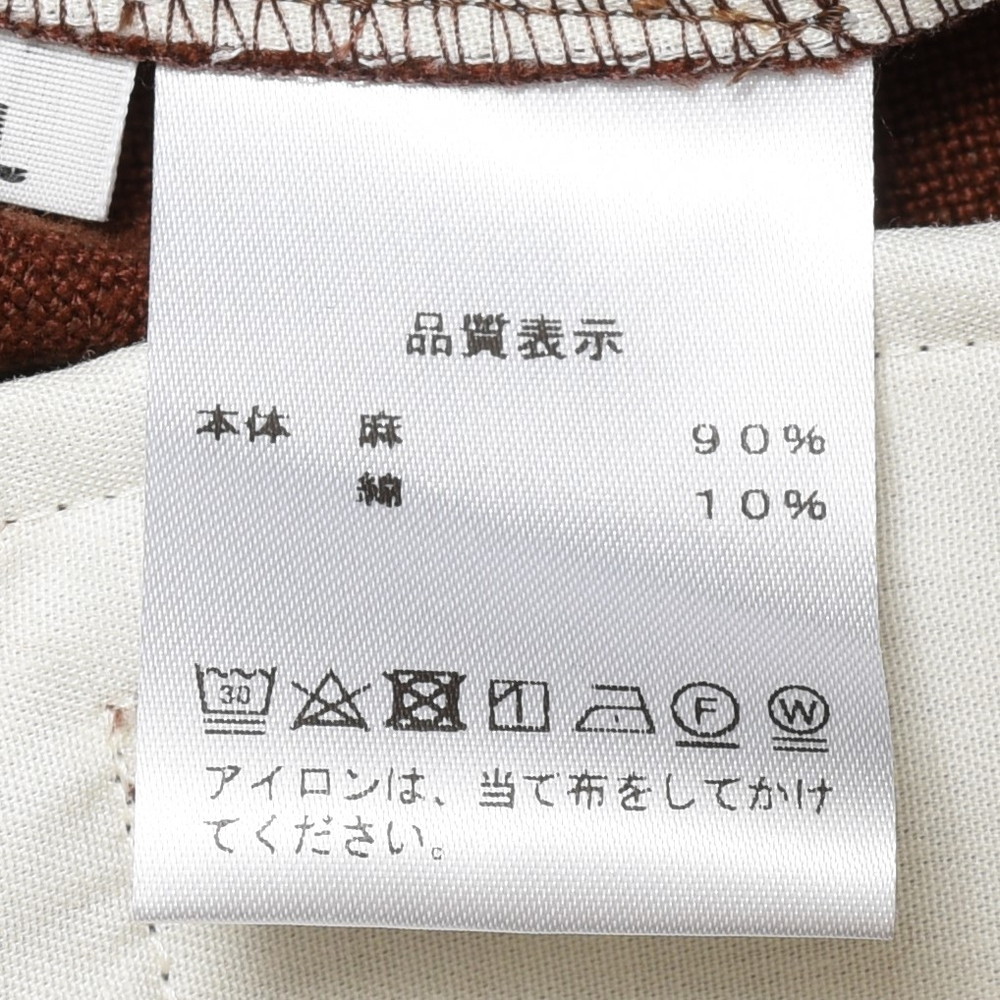 品質表示
本体 麻 90%
綿 10%
30 F W
アイロンは、当て布をしてかけ
てください。